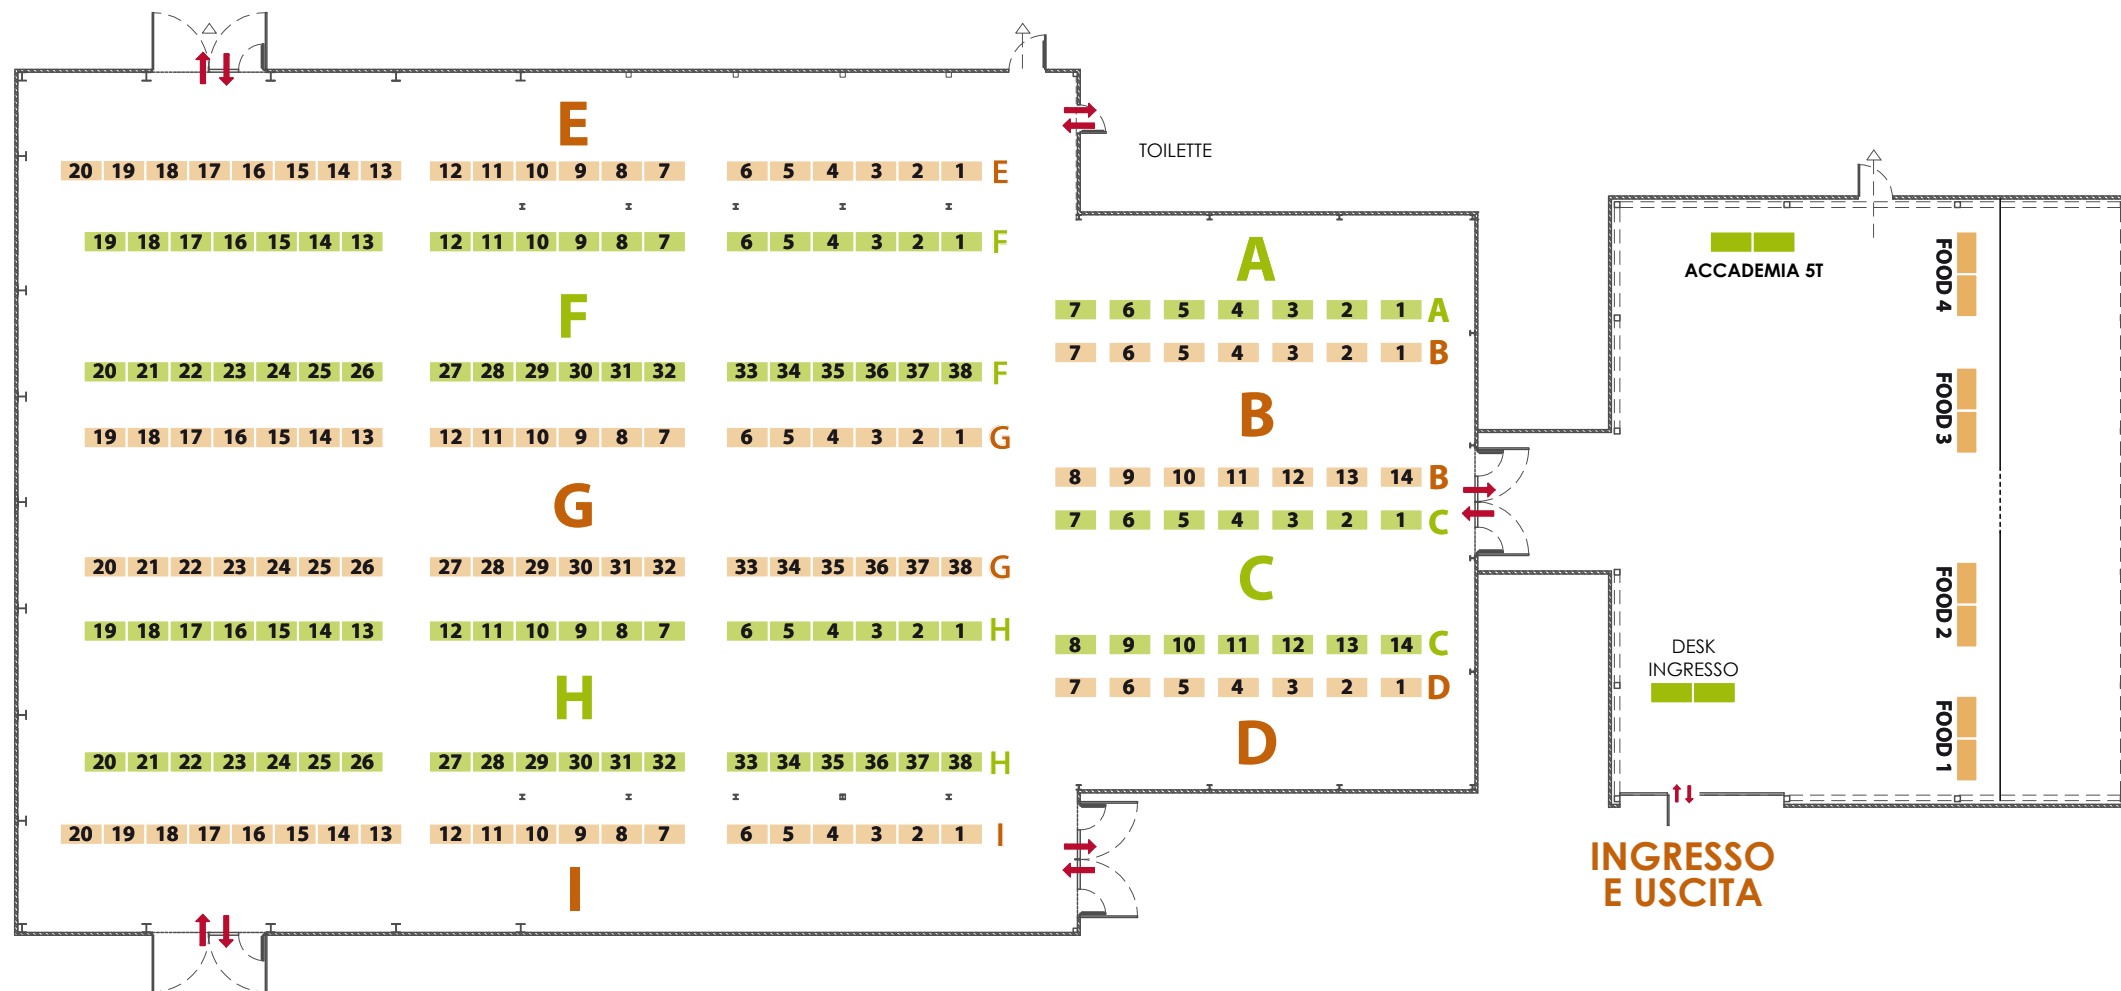 E
20 19 18 17 16 15 14 13 12 11 10 9 8 7 6 5 4 3 2 1 E
19 18 17 16 15 14 13 12 11 10 9 8 7 6 5 4 3 2 1 F
F
20 21 22 23 24 25 26 27 28 29 30 31 32 33 34 35 36 37 38 F
19 18 17 16 15 14 13 12 11 10 9 8 7 6 5 4 3 2 1 G
G
20 21 22 23 24 25 26 27 28 29 30 31 32 33 34 35 36 37 38 G
19 18 17 16 15 14 13 12 11 10 9 8 7 6 5 4 3 2 1 H
H
20 21 22 23 24 25 26 27 28 29 30 31 32 33 34 35 36 37 38 H
20 19 18 17 16 15 14 13 12 11 10 9 8 7 6 5 4 3 2 1 I
I
TOILETTE
A
7 6 5 4 3 2 1 A
7 6 5 4 3 2 1 B
B
8 9 10 11 12 13 14 B
7 6 5 4 3 2 1 C
C
8 9 10 11 12 13 14 C
7 6 5 4 3 2 1 D
D
ACCADEMIA 5T
FOOD 4
FOOD 3
FOOD 2
FOOD 1
DESK
INGRESSO
INGRESSO
E USCITA